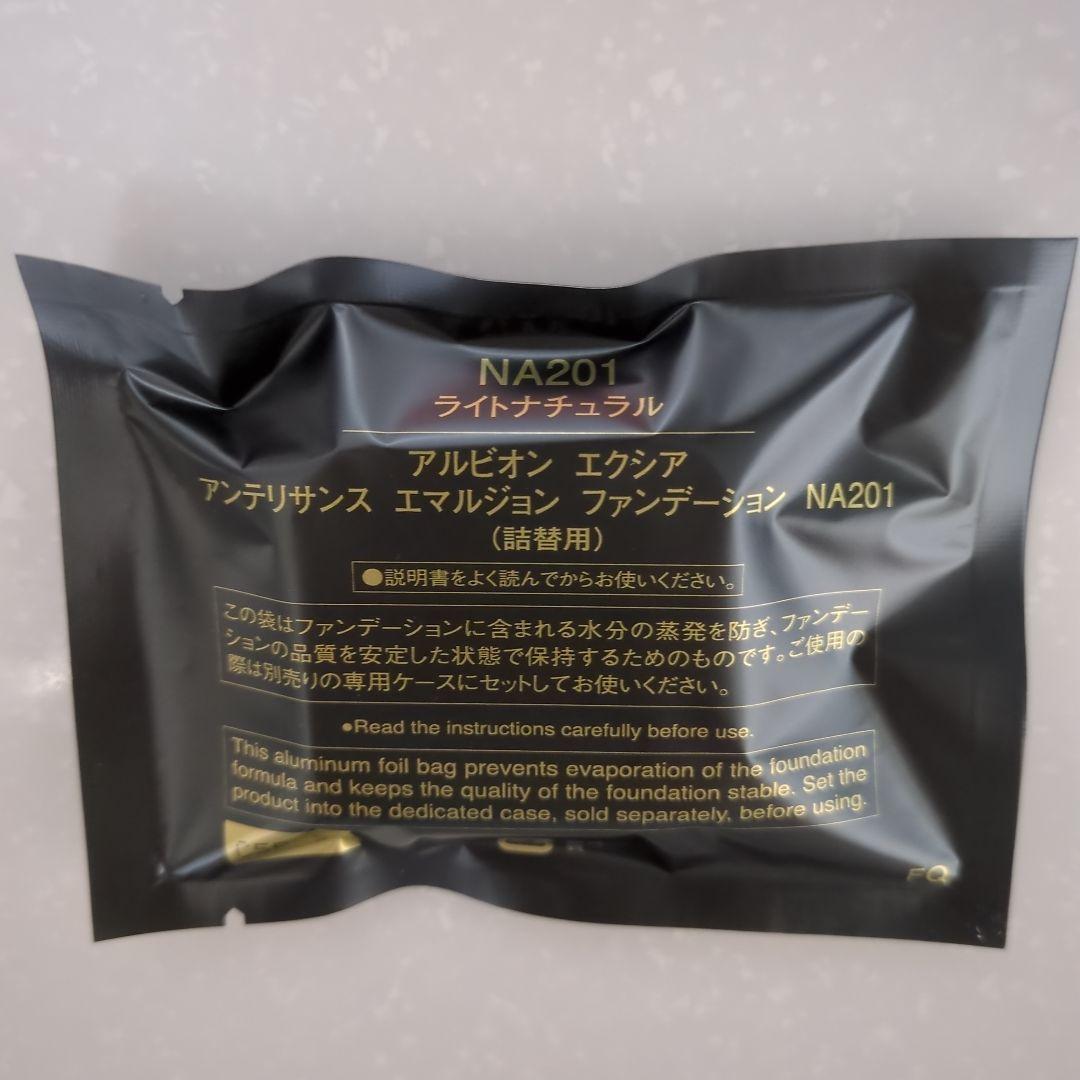 NA201
ライトナチュラル
アルビオン エクシア
アンテリサンス エマルジョン ファンデーション NA201
（詰替用）
●説明書をよく読んでからお使いください。
この袋はファンデーションに含まれる水分の蒸発を防ぎ、ファンデー
ションの品質を安定した状態で保持するためのものです。ご使用の
際は別売りの専用ケースにセットしてお使いください。
●Read the instructions carefully before use.
This aluminum foil bag prevents evaporation of the foundation
formula and keeps the quality of the foundation stable. Set the
product into the dedicated case, sold separately, before using.
FQ